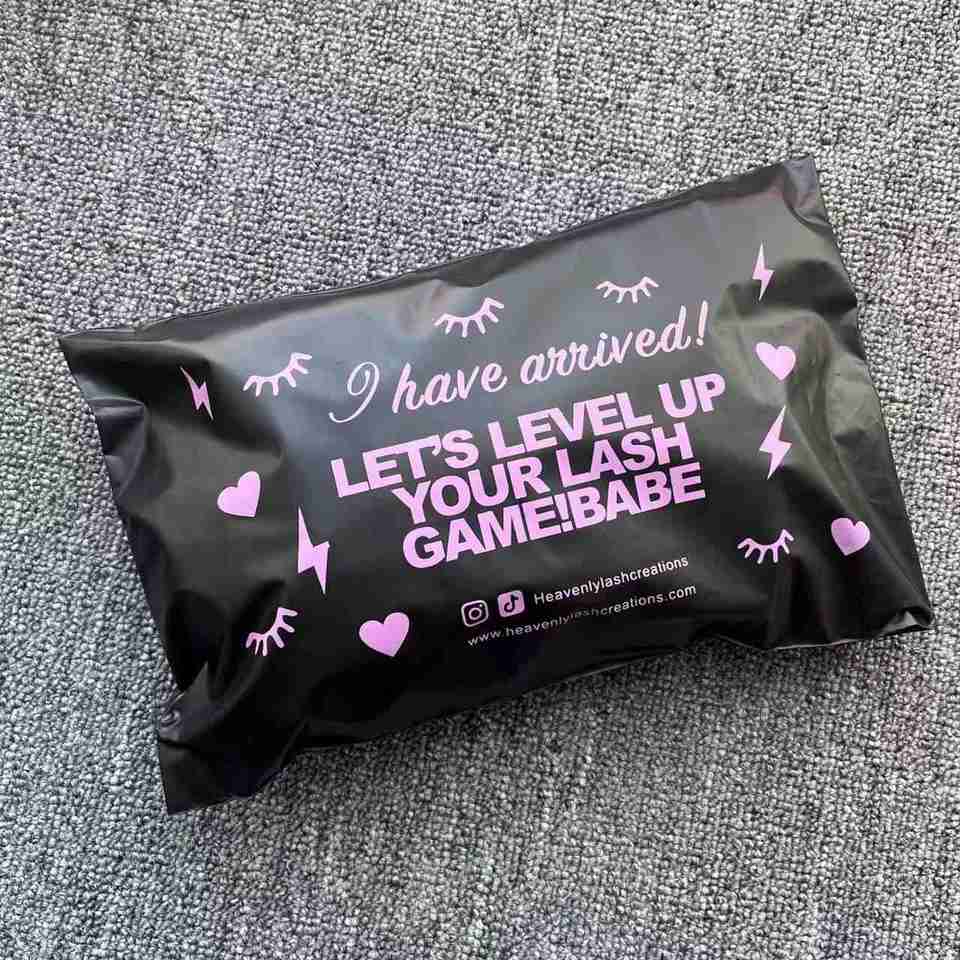 I have arrived!
LET'S LEVEL UP
YOUR LASH
GAME!BABE
Heavenlylashcreations
www.heavenlylashcreations.com